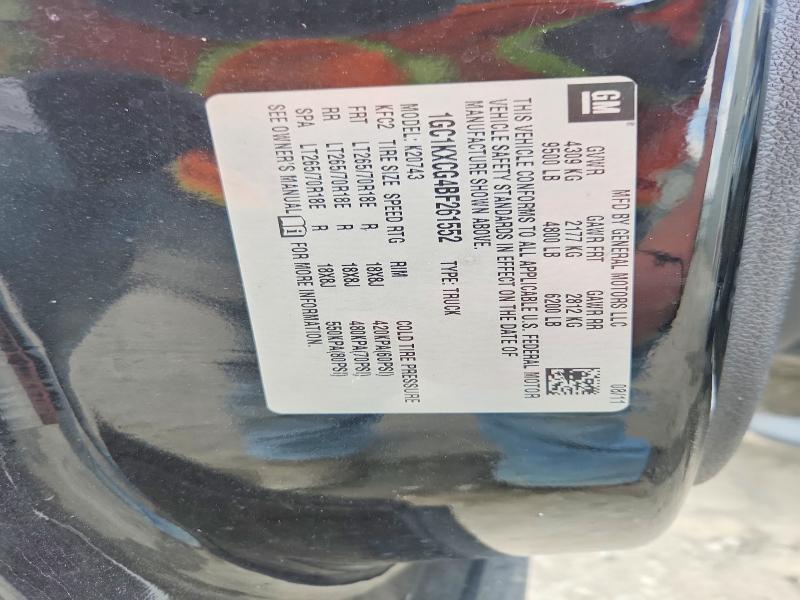 GM
MFD BY GENERAL MOTORS LLC 08/11
GVWR GAWR FRT GAWR RR
4309 KG 2177 KG 2812 KG
9500 LB 4800 LB 6200 LB
THIS VEHICLE CONFORMS TO ALL APPLICABLE U.S. FEDERAL MOTOR
VEHICLE SAFETY STANDARDS IN EFFECT ON THE DATE OF
MANUFACTURE SHOWN ABOVE.
1GC1KXCG4BF261552 TYPE: TRUCK
MODEL: K20743
KFC2 TIRE SIZE SPEED RTG RIM COLD TIRE PRESSURE
FRT LT265/70R18E R 18X8J 420KPA(60PSI)
RR LT265/70R18E R 18X8J 480KPA(70PSI)
SPA LT265/70R18E R 18X8J 550KPA(80PSI)
SEE OWNER'S MANUAL FOR MORE INFORMATION.